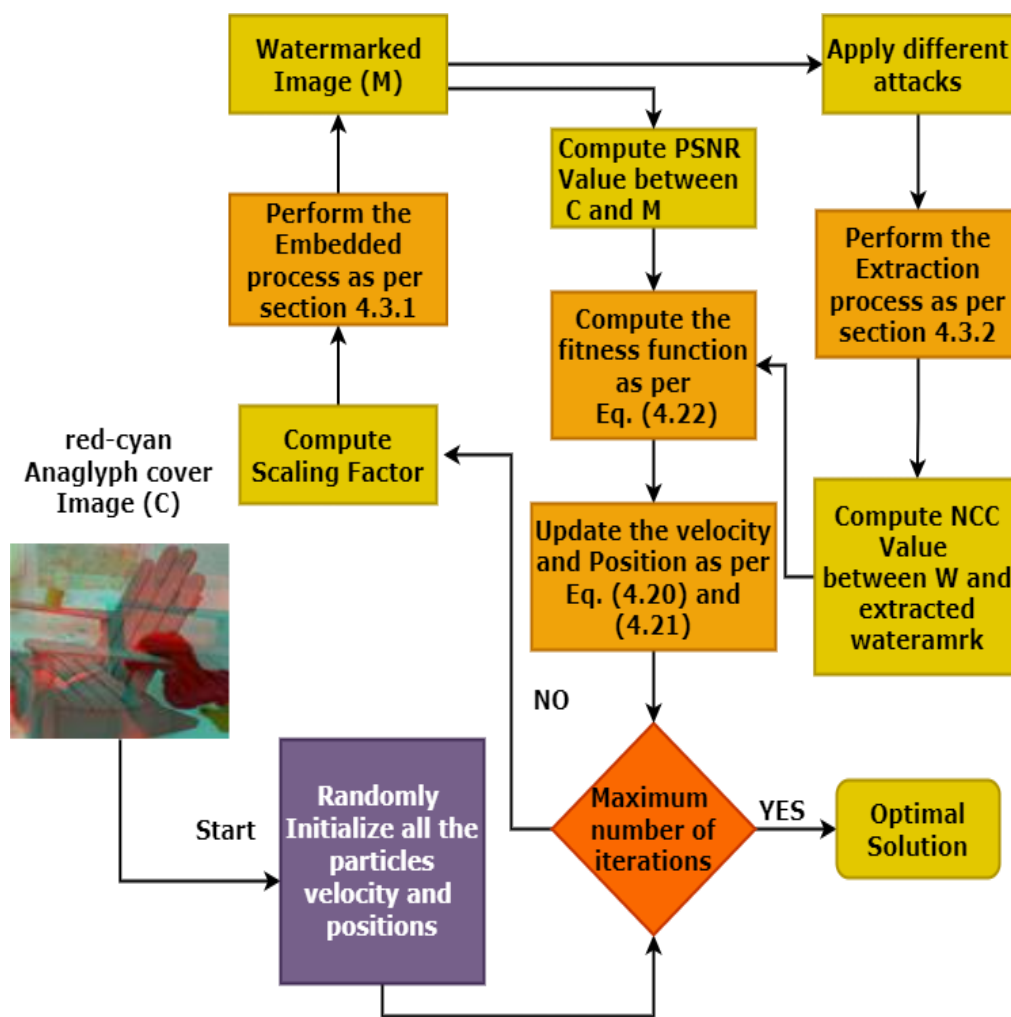 Watermarked
Image (M)
Apply different
attacks
Compute PSNR
Value between
C and M
Perform the
Embedded
process as per
section 4.3.1
Perform the
Extraction
process as per
section 4.3.2
Compute the
fitness function
as per
Eq. (4.22)
red-cyan
Anaglyph cover
Image (C)
Compute
Scaling Factor
Update the velocity
and Position as per
Eq. (4.20) and
(4.21)
Compute NCC
Value
between W and
extracted
wateramrk
NO
Start
Randomly
Initialize all the
particles
velocity and
positions
Maximum
number of
iterations
YES
Optimal
Solution